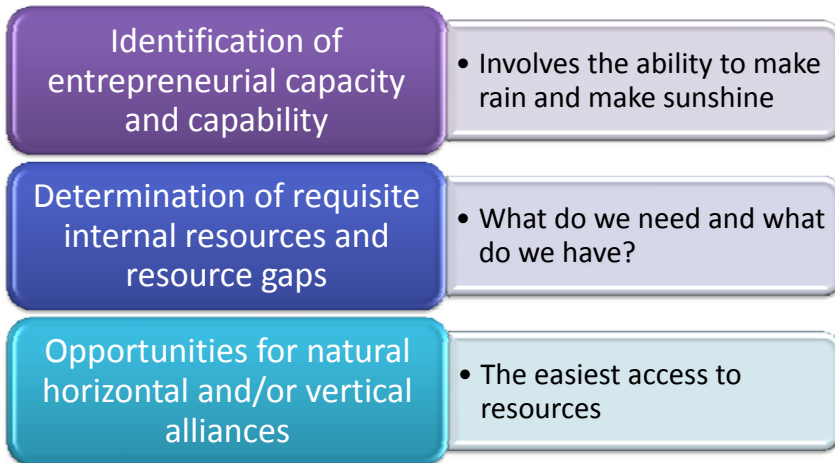 Identification of
entrepreneurial capacity
and capability
• Involves the ability to make
rain and make sunshine
Determination of requisite
internal resources and
resource gaps
• What do we need and what
do we have?
Opportunities for natural
horizontal and/or vertical
alliances
• The easiest access to
resources